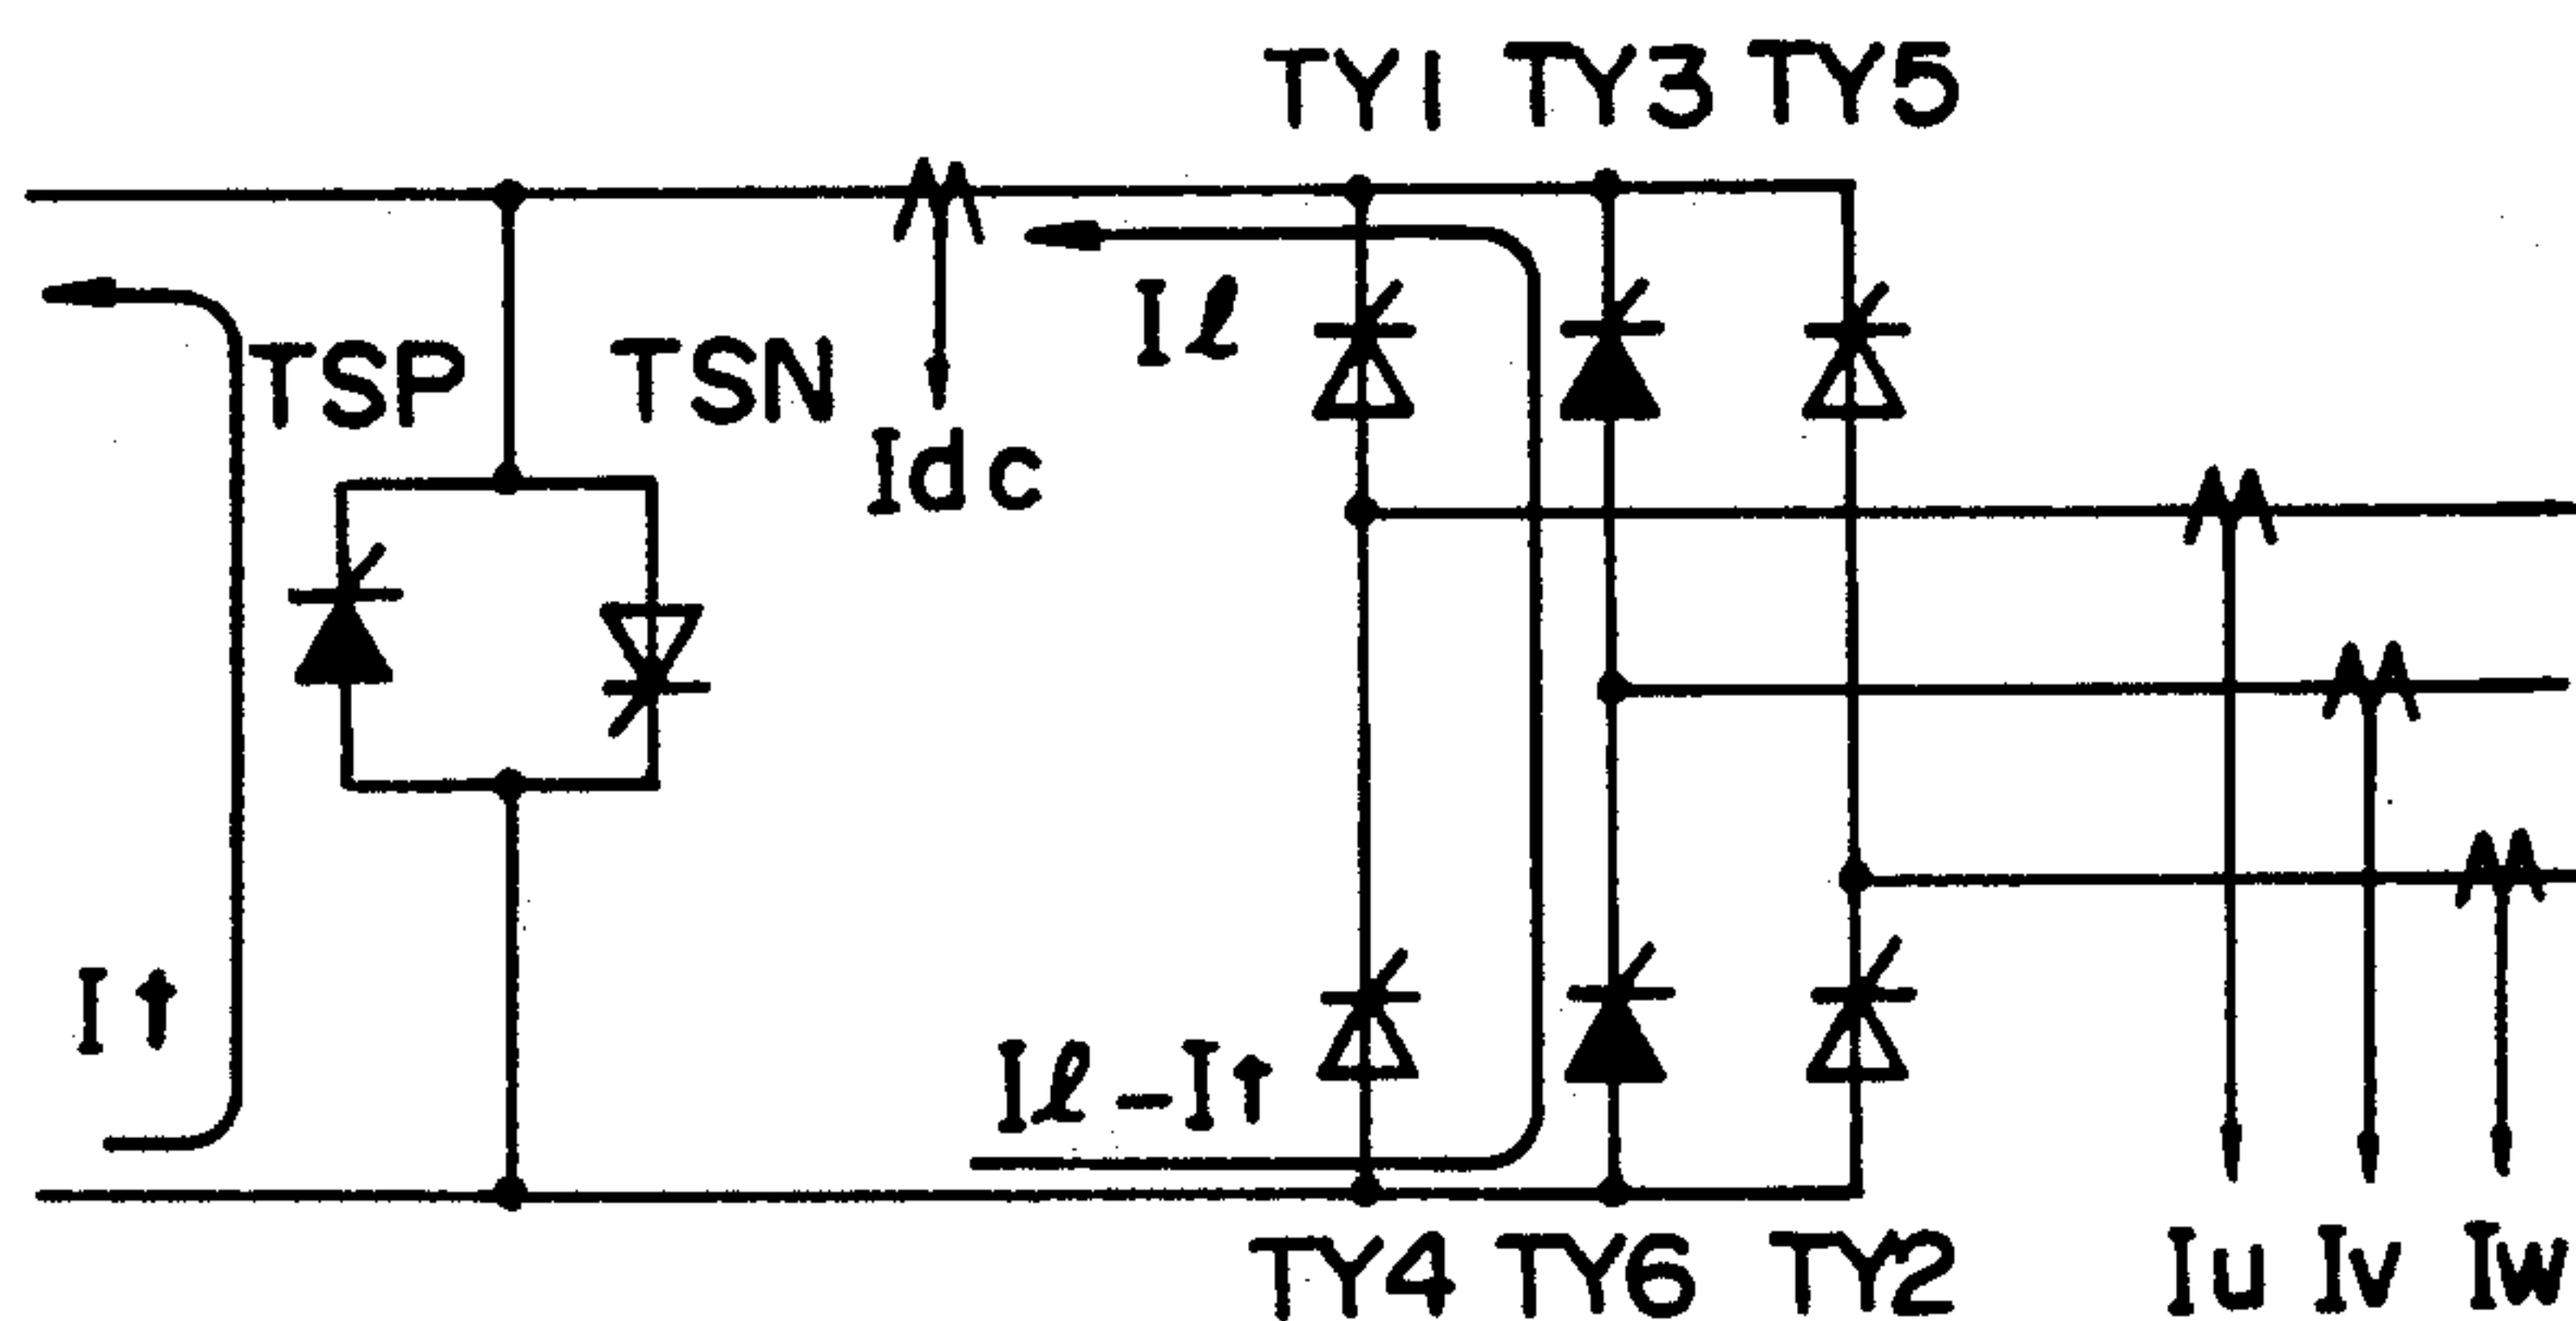 TY1 TY3 TY5
Iℓ
TSP TSN
Idc
It
Iℓ-It
TY4 TY6 TY2
Iu Iv Iw